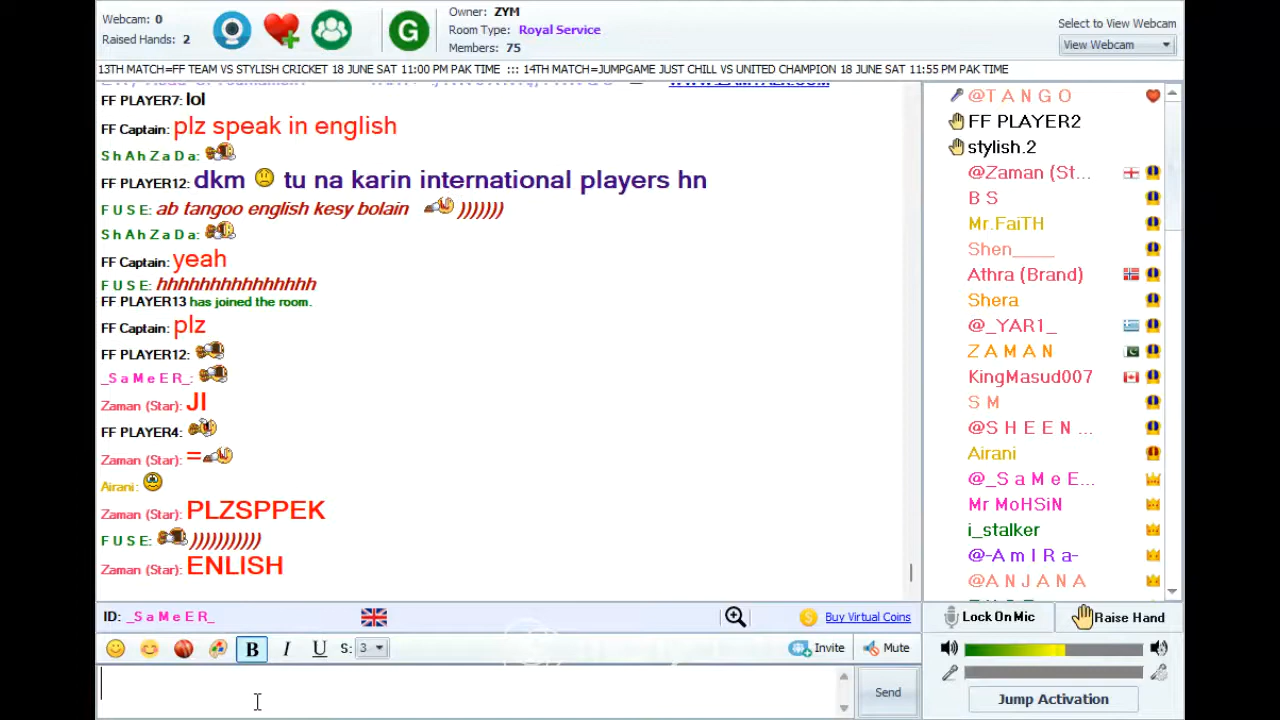 Webcam: 0
Raised Hands: 2
G
Owner: ZYM
Room Type: Royal Service
Members: 75
Select to View Webcam
View Webcam
13TH MATCH=FF TEAM VS STYLISH CRICKET 18 JUNE SAT 11:00 PM PAK TIME ::: 14TH MATCH=JUMPGAME JUST CHILL VS UNITED CHAMPION 18 JUNE SAT 11:55 PM PAK TIME
FF PLAYER7: lol
FF Captain: plz speak in english
S h A h Z a D a:
FF PLAYER12: dkm tu na karin international players hn
F U S E: ab tangoo english kesy bolain )))))))
S h A h Z a D a:
FF Captain: yeah
F U S E: hhhhhhhhhhhhhhh
FF PLAYER13 has joined the room.
FF Captain: plz
FF PLAYER12:
_S a M e E R_:
Zaman (Star): JI
FF PLAYER4:
Zaman (Star): =
Airani:
Zaman (Star): PLZSPPEK
F U S E: )))))))))))
Zaman (Star): ENLISH
@T A N G O
FF PLAYER2
stylish.2
@Zaman (St...
B S
Mr.FaiTH
Shen____
Athra (Brand)
Shera
@_YAR1_
Z A M A N
KingMasud007
S M
@S H E E N ...
Airani
@_S a M e E...
Mr MoHSiN
i_stalker
@-A m I R a-
@A N J A N A
ID: _S a M e E R_
Buy Virtual Coins
Lock On Mic
Raise Hand
B I U S: 3
Invite
Mute
Send
Jump Activation